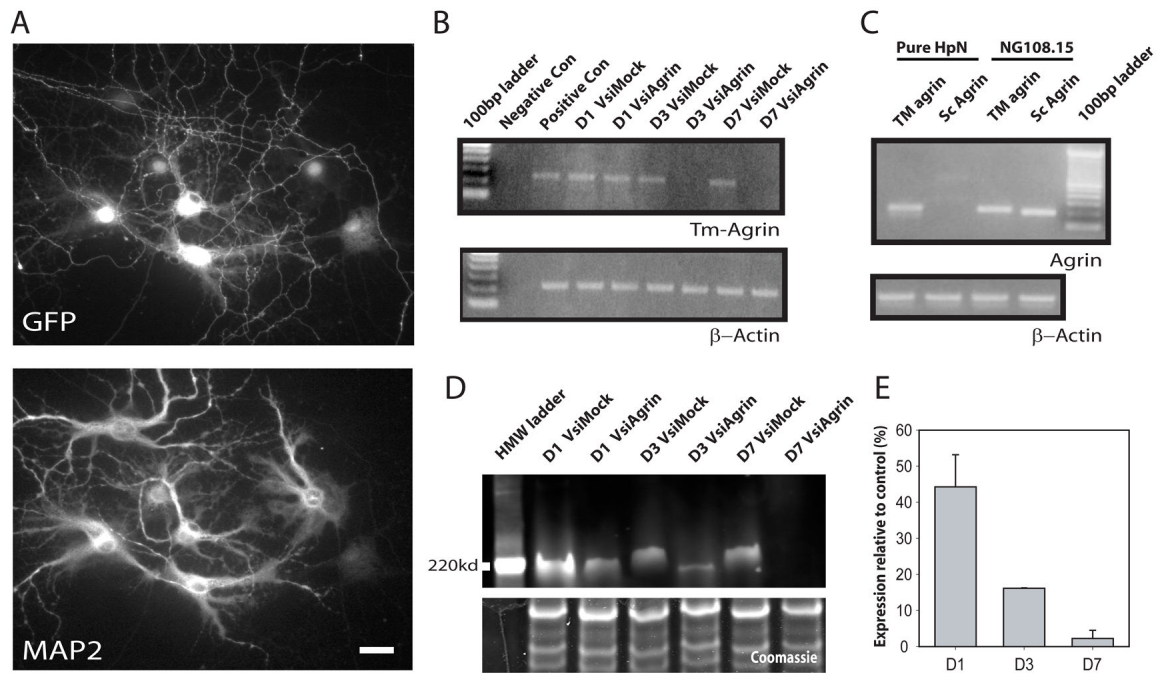 A
GFP
MAP2
B
100bp ladder
Negative Con
Positive Con
D1 VsiMock
D1 VsiAgrin
D3 VsiMock
D3 VsiAgrin
D7 VsiMock
D7 VsiAgrin
Tm-Agrin
β–Actin
C
Pure HpN
NG108.15
TM agrin
Sc Agrin
TM agrin
Sc Agrin
100bp ladder
Agrin
β–Actin
D
HMW ladder
D1 VsiMock
D1 VsiAgrin
D3 VsiMock
D3 VsiAgrin
D7 VsiMock
D7 VsiAgrin
220kd
Coomassie
E
Expression relative to control (%)
60
50
40
30
20
10
0
D1
D3
D7